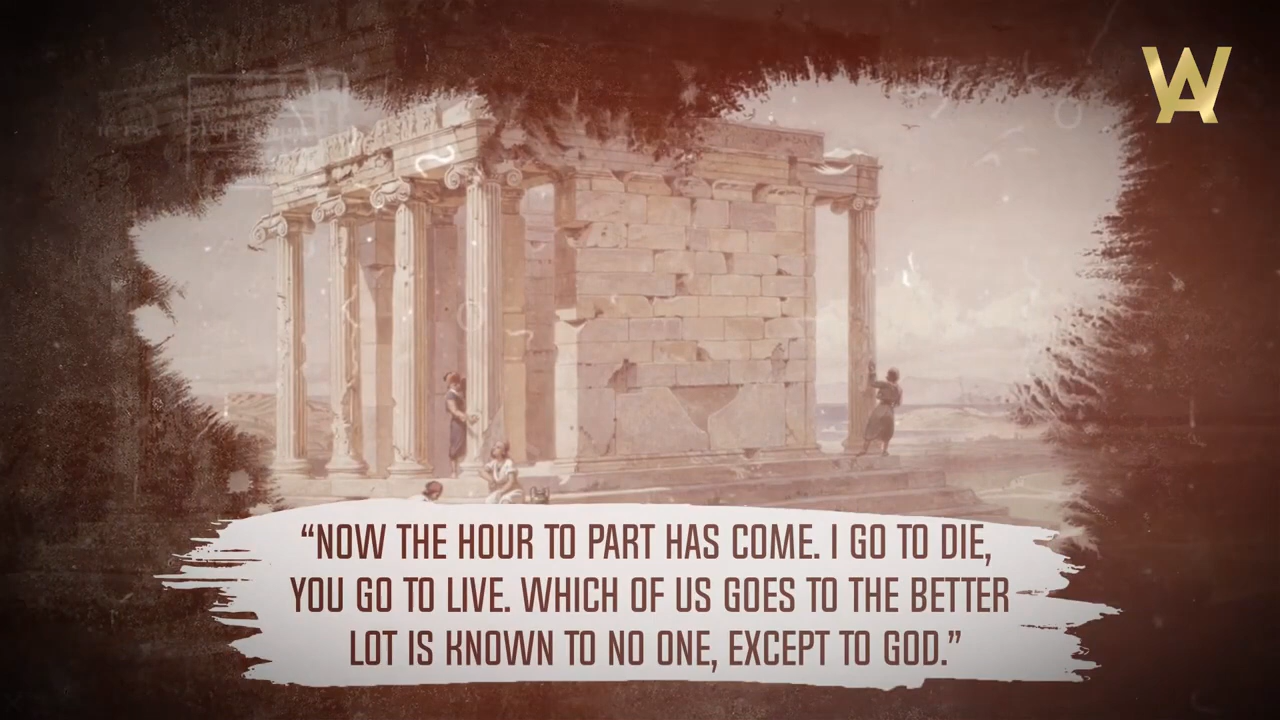 WA
“NOW THE HOUR TO PART HAS COME. I GO TO DIE,
YOU GO TO LIVE. WHICH OF US GOES TO THE BETTER
LOT IS KNOWN TO NO ONE, EXCEPT TO GOD.”